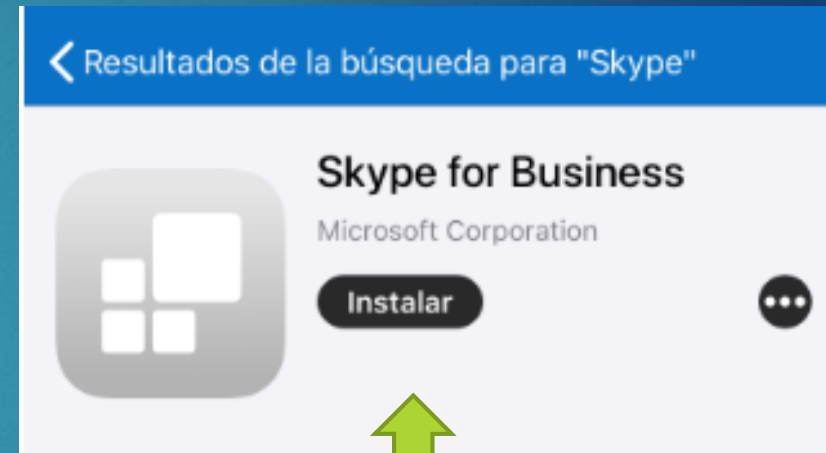 Resultados de la búsqueda para "Skype"
Skype for Business
Microsoft Corporation
Instalar